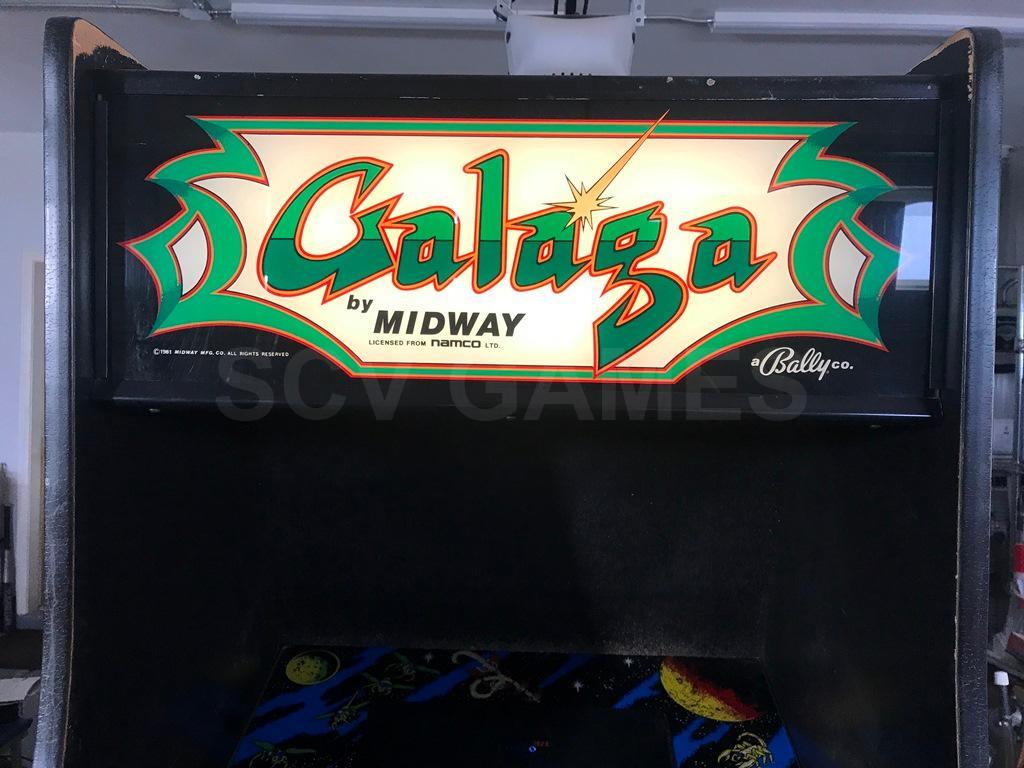 Galaga
by
MIDWAY
LICENSED FROM namco LTD.
©1981 MIDWAY MFG. CO. ALL RIGHTS RESERVED
a Bally co.
SCV GAMES